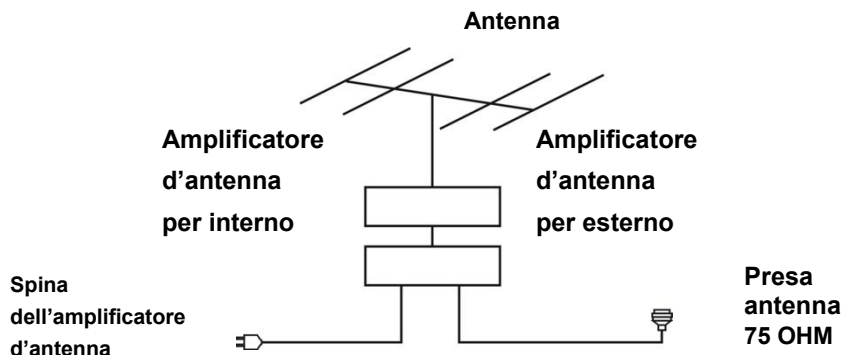 Antenna
Amplificatore
d’antenna
per interno
Amplificatore
d’antenna
per esterno
Spina
dell’amplificatore
d’antenna
Presa
antenna
75 OHM